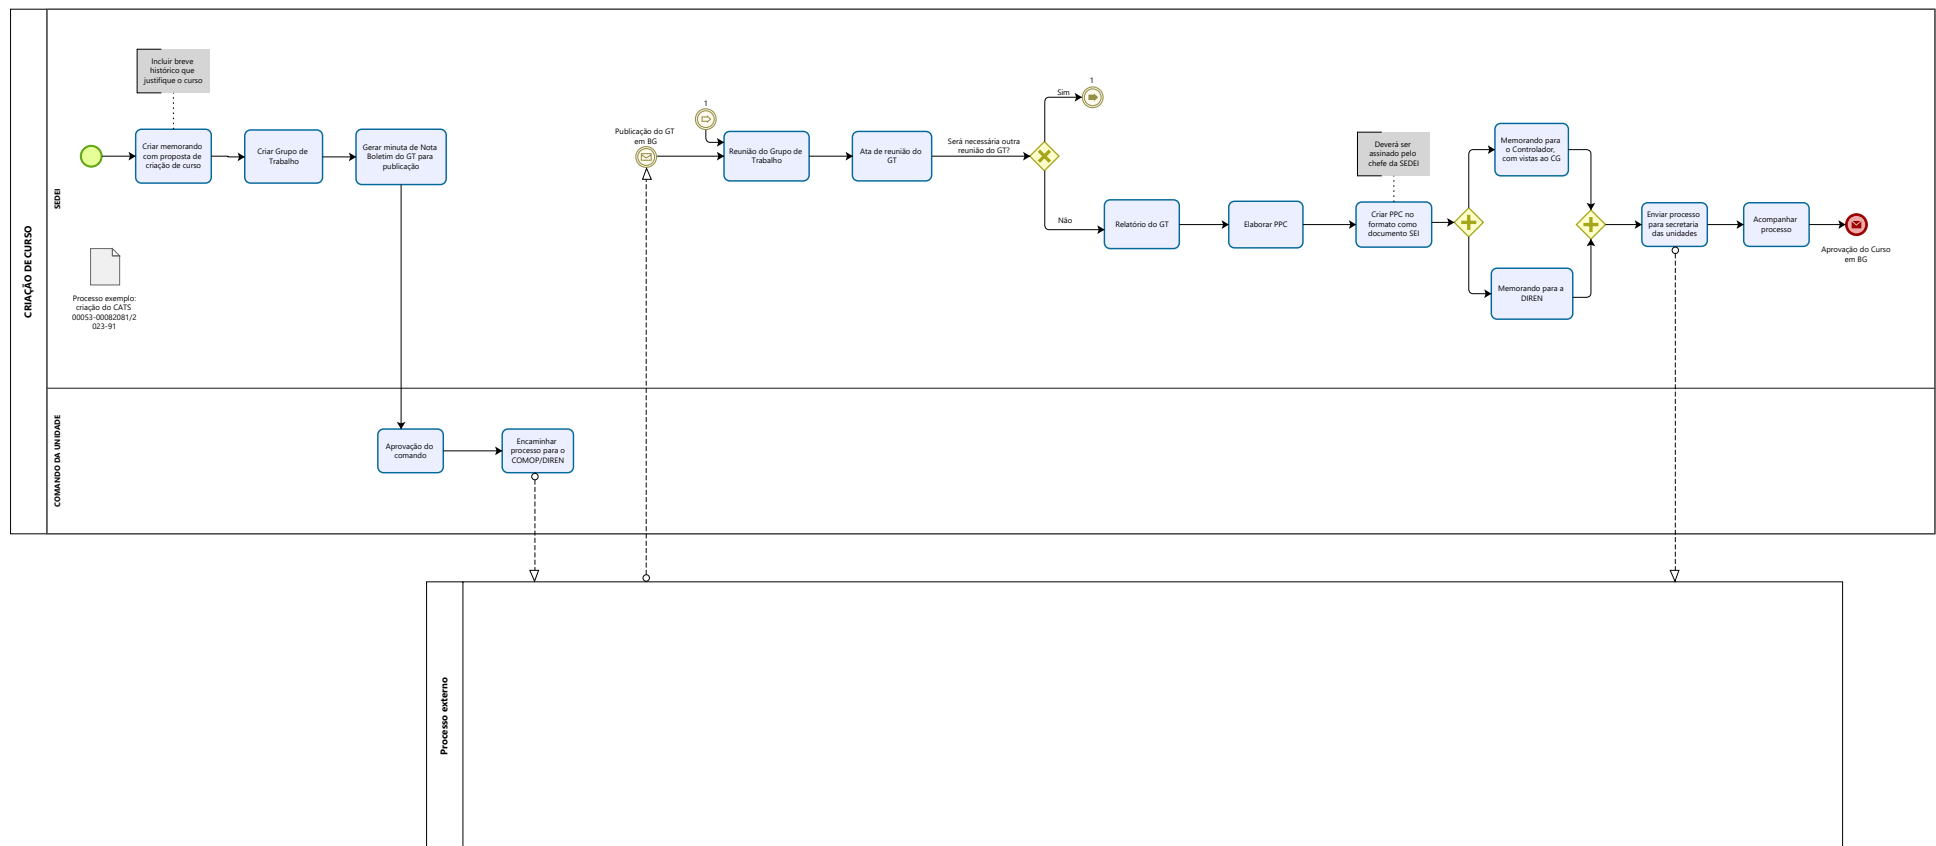 CRIAÇÃO DE CURSO
SEDEI
Incluir breve
histórico que
justifique o curso
Criar memorando
com proposta de
criação de curso
Criar Grupo de
Trabalho
Gerar minuta de Nota
Boletim do GT para
publicação
Processo exemplo:
criação do CATS
00053-00082081/2
023-91
Publicação do GT
em BG
1
Reunião do Grupo de
Trabalho
Ata de reunião do
GT
Será necessária outra
reunião do GT?
Sim
1
Não
Relatório do GT
Elaborar PPC
Deverá ser
assinado pelo
chefe da SEDEI
Criar PPC no
formato como
documento SEI
Memorando para
o Controlador,
com vistas ao CG
Memorando para a
DIREN
Enviar processo
para secretaria
das unidades
Acompanhar
processo
Aprovação do Curso
em BG
COMANDO DA UNIDADE
Aprovação do
comando
Encaminhar
processo para o
COMOP/DIREN
Processo externo